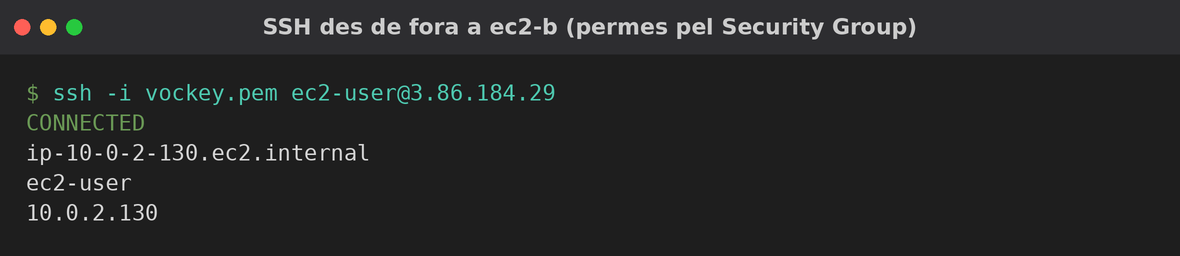 SSH des de fora a ec2-b (permes pel Security Group)
$ ssh -i vockey.pem ec2-user@3.86.184.29
CONNECTED
ip-10-0-2-130.ec2.internal
ec2-user
10.0.2.130